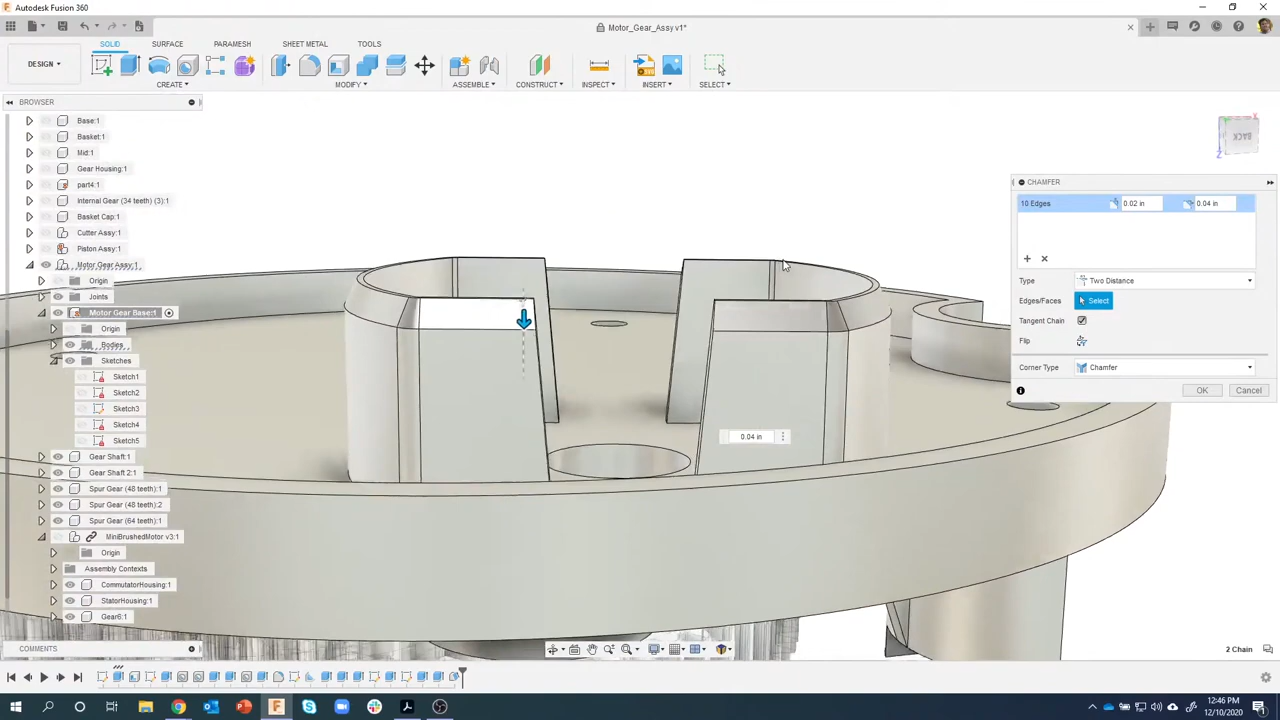 Autodesk Fusion 360
Motor_Gear_Assy v1*
SOLID SURFACE PARAMESH SHEET METAL TOOLS
DESIGN
CREATE MODIFY ASSEMBLE CONSTRUCT INSPECT INSERT SELECT
BROWSER
Base:1
Basket:1
Mid:1
Gear Housing:1
part4:1
Internal Gear (34 teeth) (3):1
Basket Cap:1
Cutter Assy:1
Piston Assy:1
Motor Gear Assy:1
Origin
Joints
Motor Gear Base:1
Origin
Bodies
Sketches
Sketch1
Sketch2
Sketch3
Sketch4
Sketch5
Gear Shaft:1
Gear Shaft 2:1
Spur Gear (48 teeth):1
Spur Gear (48 teeth):2
Spur Gear (64 teeth):1
MiniBrushedMotor v3:1
Origin
Assembly Contexts
CommutatorHousing:1
StatorHousing:1
Gear6:1
COMMENTS
BACK
X
Z
CHAMFER
10 Edges 0.02 in 0.04 in
Type Two Distance
Edges/Faces Select
Tangent Chain
Flip
Corner Type Chamfer
OK Cancel
0.04 in
2 Chain
12:46 PM
12/10/2020